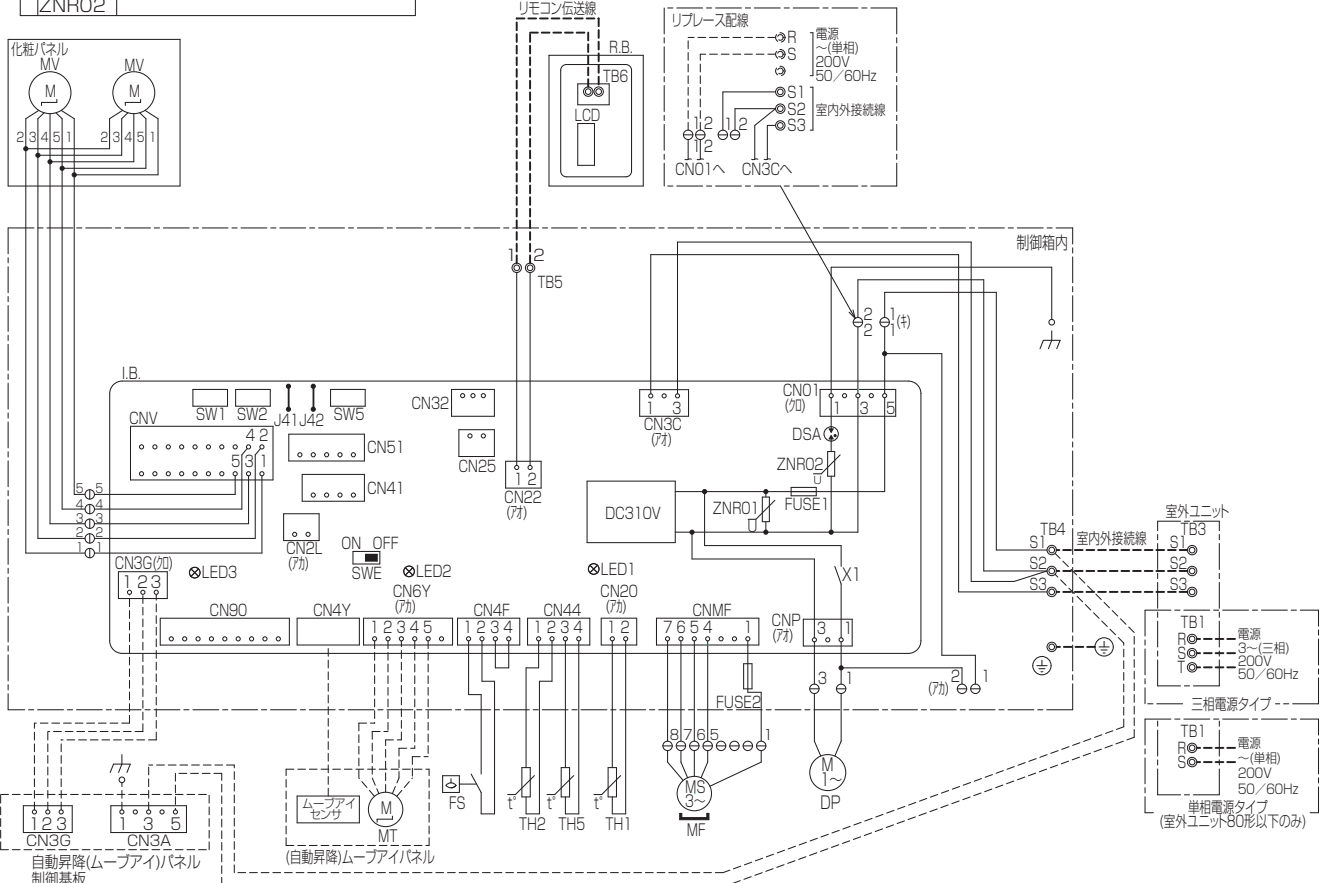 ZNR02
化粧パネル
MV MV
M M
2 3 4 5 1 2 3 4 5 1
リモコン伝送線
R.B.
TB6
LCD
リプレース配線
R
S
電源
～(単相)
200V
50／60Hz
S1
S2
S3
室内外接続線
1 2 1 2
1 2
CN01へ CN3Cへ
制御箱内
1 2
TB5
2 1
2 1 (ｷ)
I.B.
SW1 SW2 J41 J42 SW5
CNV
4 2
5 3 1
CN51
CN41
CN32
CN25
1 2
CN22
(ｱｵ)
1 3
CN3C
(ｱｵ)
CN01
(ｸﾛ)
1 3 5
DSA
ZNR02
U
DC310V
ZNR01
U
FUSE1
5 5
4 4
3 3
2 2
1 1
CN2L
(ｱｶ)
ON OFF
SWE
CN3G(ｸﾛ)
1 2 3
LED3
LED2
LED1
X1
CN90
CN4Y
CN6Y
(ｱｶ)
1 2 3 4 5
CN4F
1 2 3 4
CN44
1 2 3 4
CN20
(ｱｶ)
1 2
CNMF
7 6 5 4 1
CNP
(ｱｵ)
3 1
FUSE2
3 1
(ｱｶ)
2 1
8 7 6 5 1
TB4
S1
S2
S3
室内外接続線
室外ユニット
TB3
S1
S2
S3
TB1
R
S
T
電源
3～(三相)
200V
50／60Hz
三相電源タイプ
TB1
R
S
電源
～(単相)
200V
50／60Hz
単相電源タイプ
(室外ユニット80形以下のみ)
1 2 3
CN3G
1 3 5
CN3A
自動昇降(ムーブアイ)パネル
制御基板
ムーブアイ
センサ
M
MT
(自動昇降)ムーブアイパネル
FS
t° TH2
t° TH5
t° TH1
MS
3～
MF
M
1～
DP